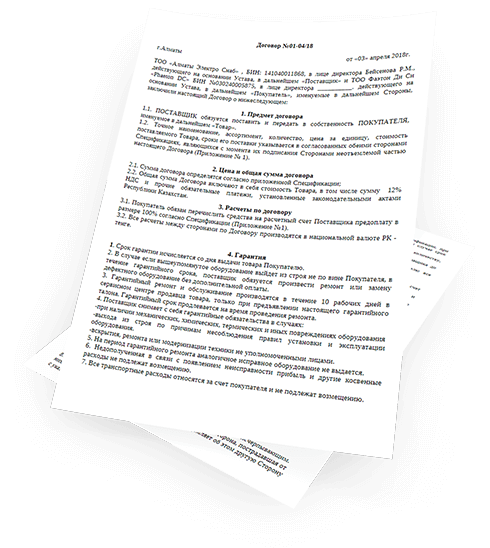 Договор №01-04/18
г.Алматы
от «03» апреля 2018г.
ТОО «Алматы Электро Снаб» , БИН: 141040011868, в лице директора Бейсенова Р.М.,
действующего на основании Устава, в дальнейшем «Поставщик» и ТОО Фаэтон Ди Си
«Phaeton DC» БИН №030240005875, в лице директора ____________, действующего на
основании Устава, в дальнейшем «Покупатель», именуемые в дальнейшем Стороны,
заключили настоящий Договор о нижеследующем:
1. Предмет договора
1.1. ПОСТАВЩИК обязуется поставить и передать в собственность ПОКУПАТЕЛЯ,
именуемое в дальнейшем «Товар».
1.2. Точное наименование, ассортимент, количество, цена за единицу, стоимость
поставляемого Товара, сроки его поставки указывается в согласованных обеими сторонами
Спецификациях, являющихся с момента их подписания Сторонами неотъемлемой частью
настоящего Договора (Приложение № 1).
2. Цена и общая сумма договора
2.1. Сумма договора определяется согласно приложенной Спецификации;
2.2. Общая сумма Договора включают в себя стоимость Товара, в том числе сумму 12%
НДС и прочие обязательные платежи, установленные законодательными актами
Республики Казахстан.
3. Расчеты по договору
3.1. Покупатель обязан перечислить средства на расчетный счет Поставщика предоплату в
размере 100% согласно Спецификации (Приложение №1).
3.2. Все расчеты между сторонами по Договору производятся в национальной валюте РК -
тенге.
4. Гарантия
1. Срок гарантии исчисляется со дня выдачи товара Покупателю.
2. В случае если вышеупомянутое оборудование выйдет из строя не по вине Покупателя, в
течение гарантийного срока, поставщик обязуется произвести ремонт или замену
дефектного оборудования без дополнительной оплаты.
3. Гарантийный ремонт и обслуживание производятся в течение 10 рабочих дней в
сервисном центре продавца товара, только при предъявлении настоящего гарантийного
талона. Гарантийный срок продлевается на время проведения ремонта.
4. Поставщик снимает с себя гарантийные обязательства в случаях:
-при наличии механических, химических, термических и иных повреждениях оборудования
-выхода из строя по причинам несоблюдения правил установки и эксплуатации
оборудования.
-вскрытия, ремонта или модернизации техники не уполномоченными лицами.
5. На период гарантийного ремонта аналогичное исправное оборудование не выдается.
6. Недополученная в связи с появлением неисправности прибыль и другие косвенные
расходы не подлежат возмещению.
7. Все транспортные расходы относятся за счет покупателя и не подлежат возмещению.
черпывающим.
орона, пострадавшая от
ляет об этом другую Сторону